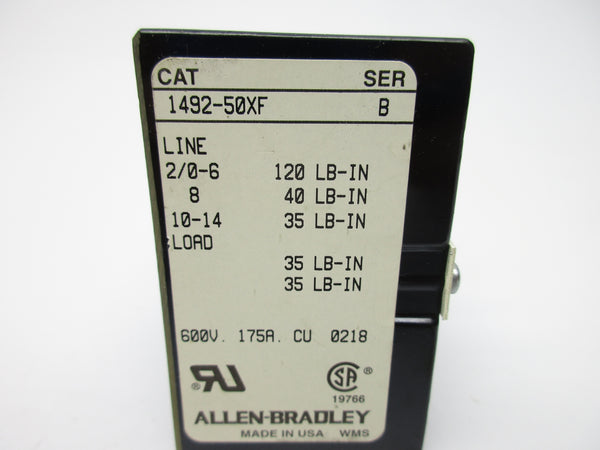 CAT SER
1492-50XF B
LINE
2/0-6 120 LB-IN
8 40 LB-IN
10-14 35 LB-IN
LOAD
35 LB-IN
35 LB-IN
600V. 175A. CU 0218
®
SA ®
19766
ALLEN-BRADLEY
MADE IN USA WMS